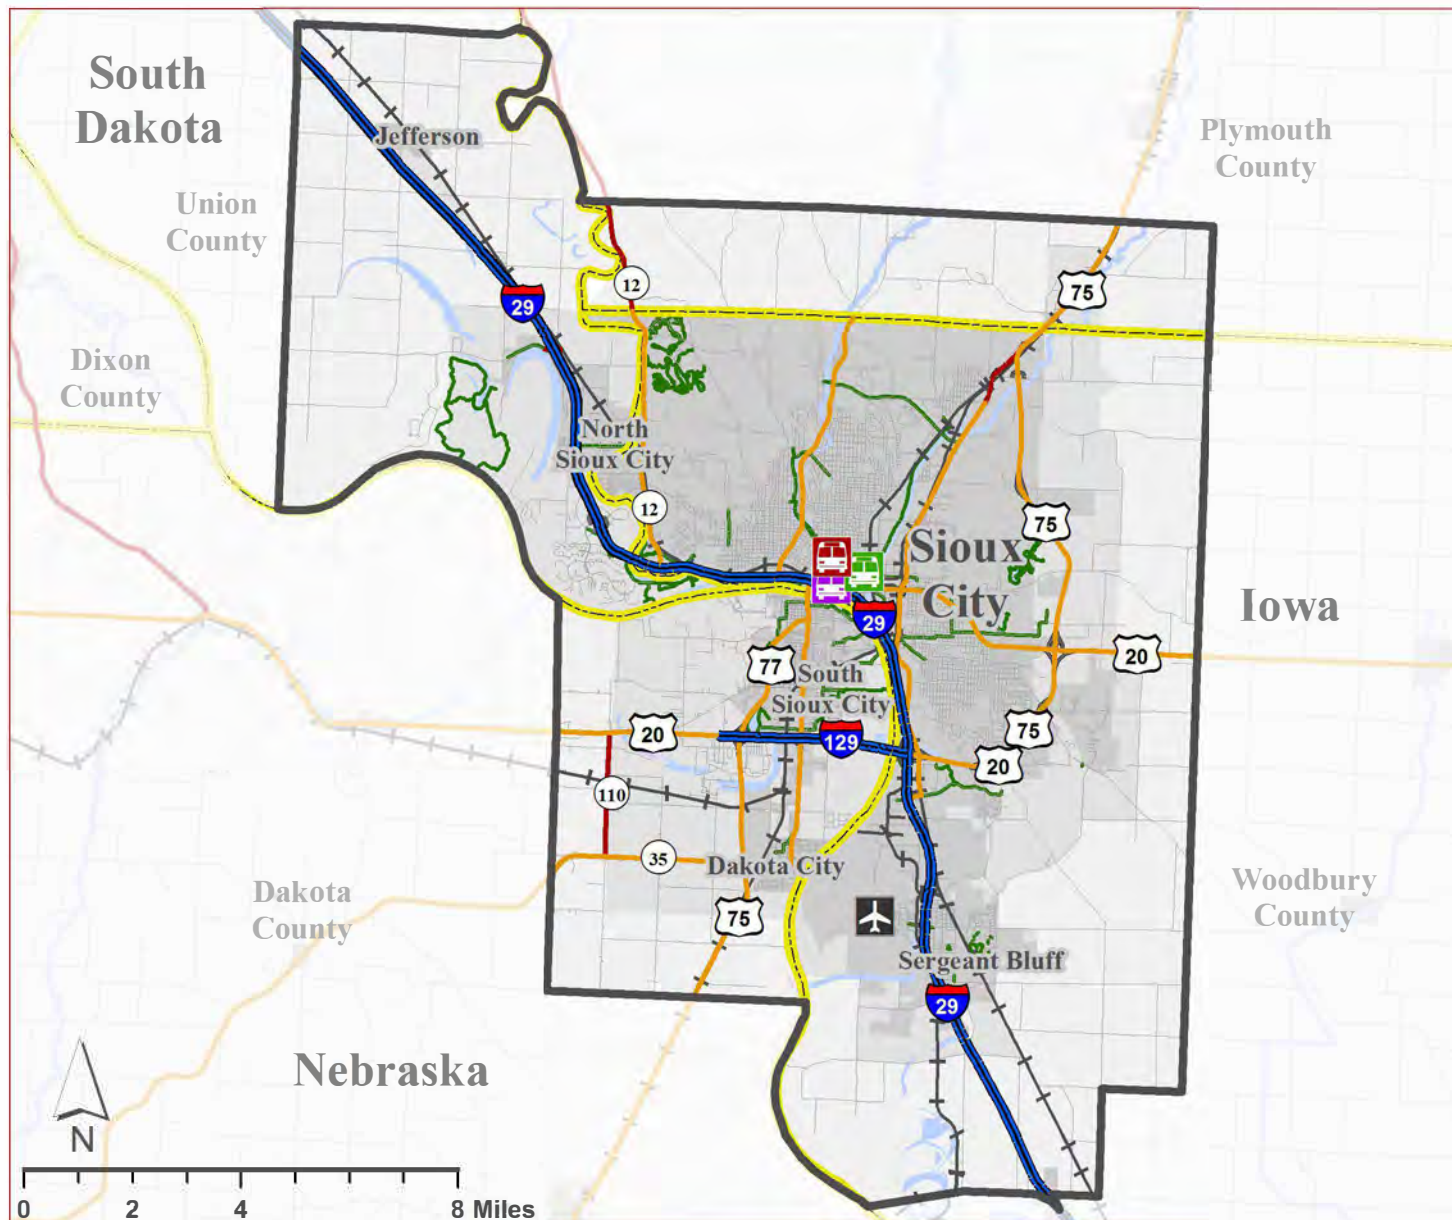 South
Dakota
Jefferson
Plymouth
County
Union
County
12
29
75
Dixon
County
North
Sioux City
12
75
Sioux
City
Iowa
29
20
77
South
Sioux City
20
129
75
20
110
35
Dakota City
Dakota
County
Woodbury
County
75
Sergeant Bluff
29
Nebraska
N
0 2 4 8 Miles